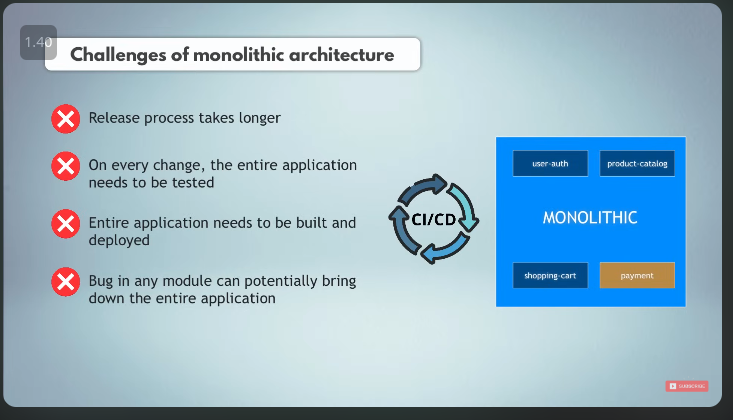 1.40
Challenges of monolithic architecture
Release process takes longer
On every change, the entire application
needs to be tested
Entire application needs to be built and
deployed
Bug in any module can potentially bring
down the entire application
CI/CD
user-auth
product-catalog
MONOLITHIC
shopping-cart
payment
SUBSCRIBE